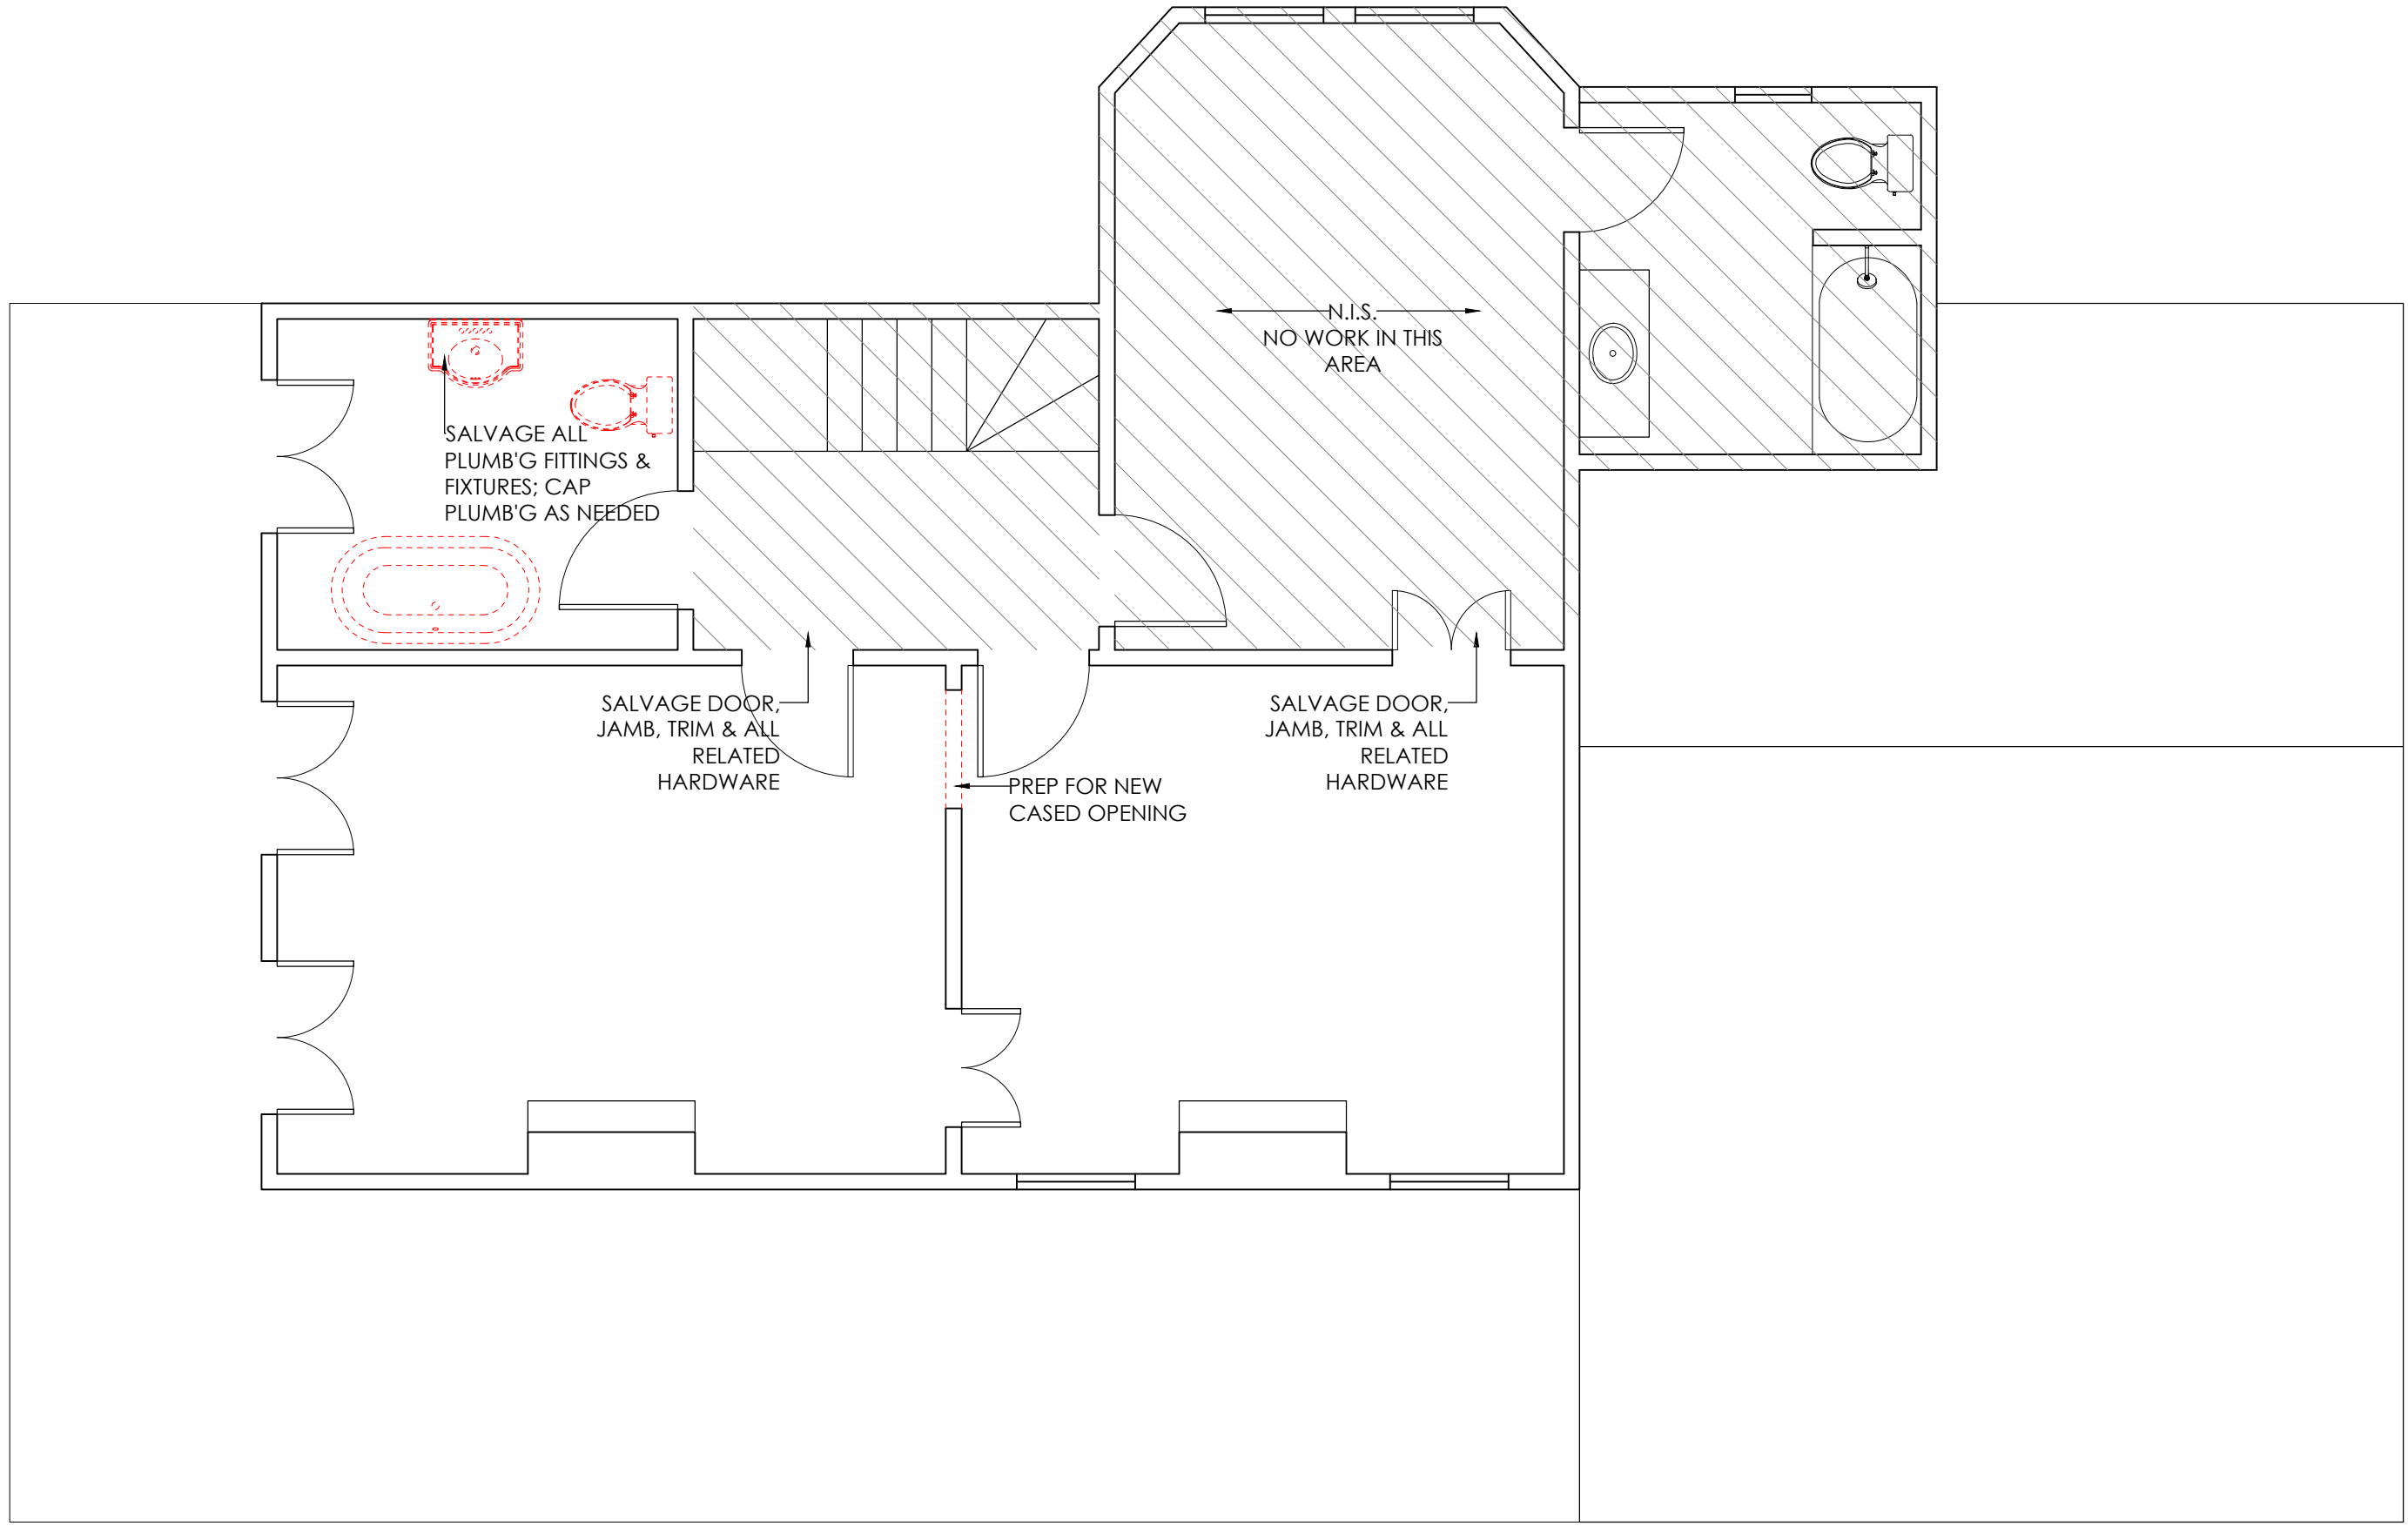 N.I.S.
NO WORK IN THIS
AREA
SALVAGE ALL
PLUMB'G FITTINGS &
FIXTURES; CAP
PLUMB'G AS NEEDED
SALVAGE DOOR,
JAMB, TRIM & ALL
RELATED
HARDWARE
SALVAGE DOOR,
JAMB, TRIM & ALL
RELATED
HARDWARE
PREP FOR NEW
CASED OPENING